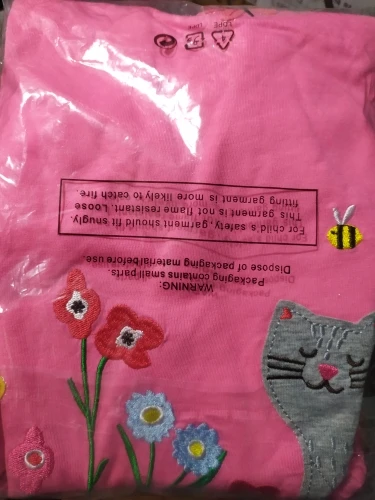 WARNING:
Packaging contains small parts.
Dispose of packaging material before use.
For child's safety, garment should fit snugly.
This garment is not flame resistant. Loose
fitting garment is more likely to catch fire.